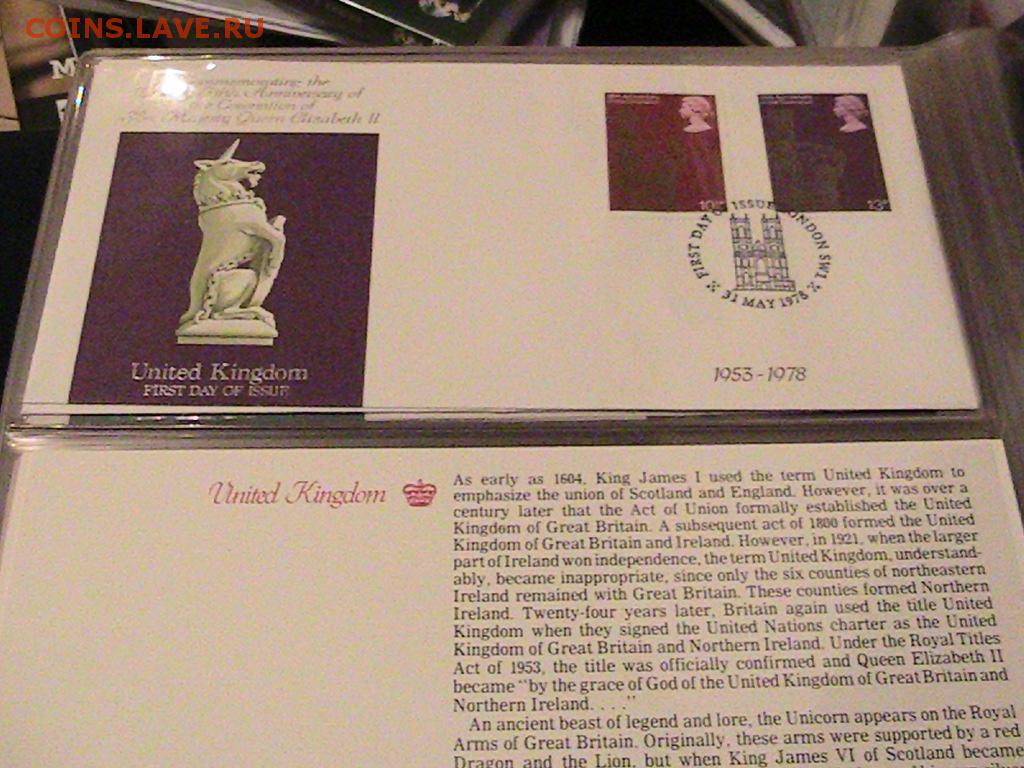 COINS.LAVE.RU
M
Commemorating the
Anniversary of
Coronation of
Her Majesty Queen Elizabeth II
10½
13P
FIRST DAY OF ISSUE LONDON SW1
31 MAY 1978
United Kingdom
FIRST DAY OF ISSUE
1953-1978
United Kingdom
As early as 1604, King James I used the term United Kingdom to
emphasize the union of Scotland and England. However, it was over a
century later that the Act of Union formally established the United
Kingdom of Great Britain. A subsequent act of 1800 formed the United
Kingdom of Great Britain and Ireland. However, in 1921, when the larger
part of Ireland won independence, the term United Kingdom, understand-
ably, became inappropriate, since only the six counties of northeastern
Ireland remained with Great Britain. These counties formed Northern
Ireland. Twenty-four years later, Britain again used the title United
Kingdom when they signed the United Nations charter as the United
Kingdom of Great Britain and Northern Ireland. Under the Royal Titles
Act of 1953, the title was officially confirmed and Queen Elizabeth II
became "by the grace of God of the United Kingdom of Great Britain and
Northern Ireland. . . ."
An ancient beast of legend and lore, the Unicorn appears on the Royal
Arms of Great Britain. Originally, these arms were supported by a red
Dragon and the Lion, but when King James VI of Scotland became